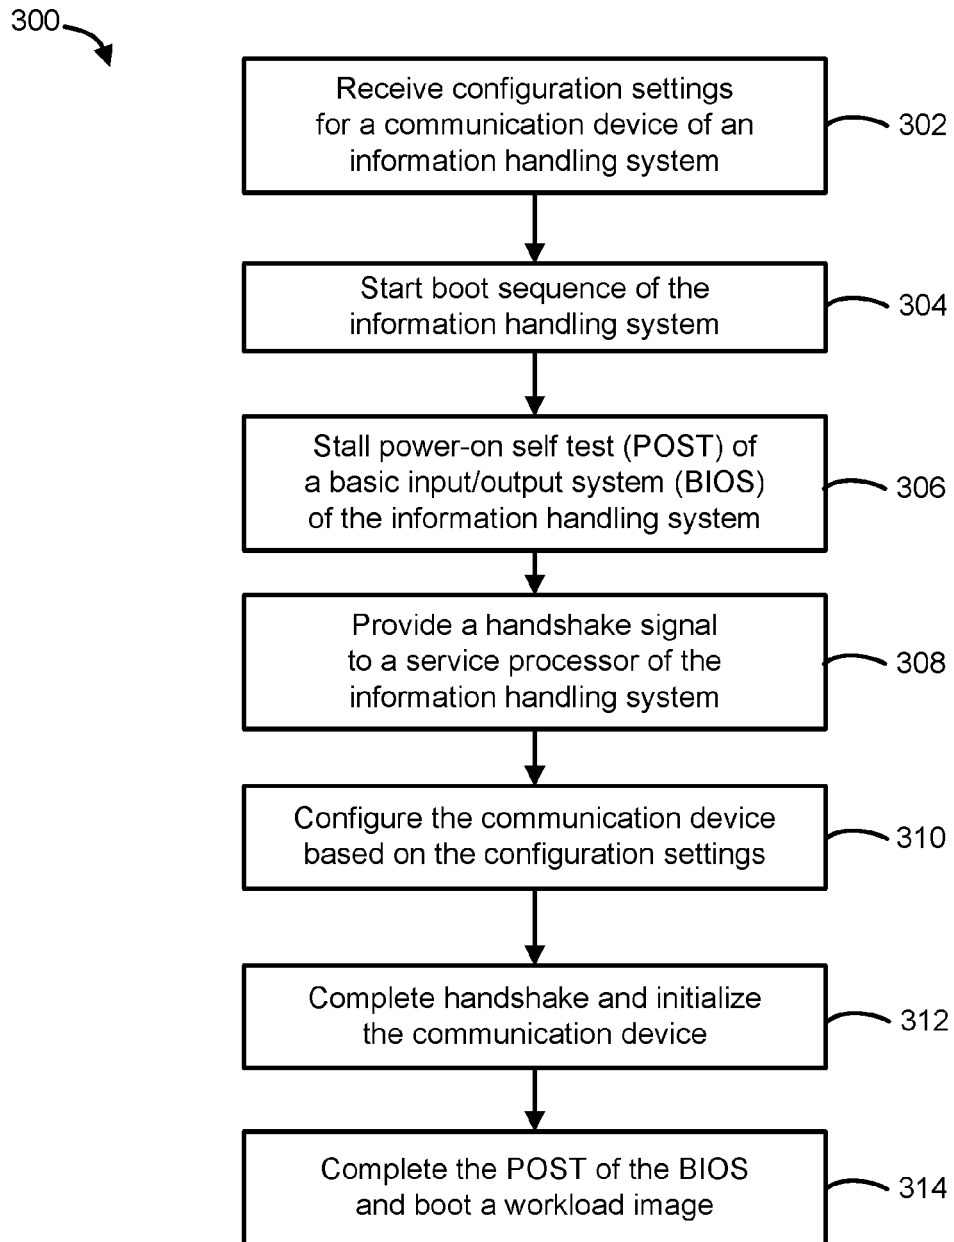 300
Receive configuration settings
for a communication device of an
information handling system
302
Start boot sequence of the
information handling system
304
Stall power-on self test (POST) of
a basic input/output system (BIOS)
of the information handling system
306
Provide a handshake signal
to a service processor of the
information handling system
308
Configure the communication device
based on the configuration settings
310
Complete handshake and initialize
the communication device
312
Complete the POST of the BIOS
and boot a workload image
314